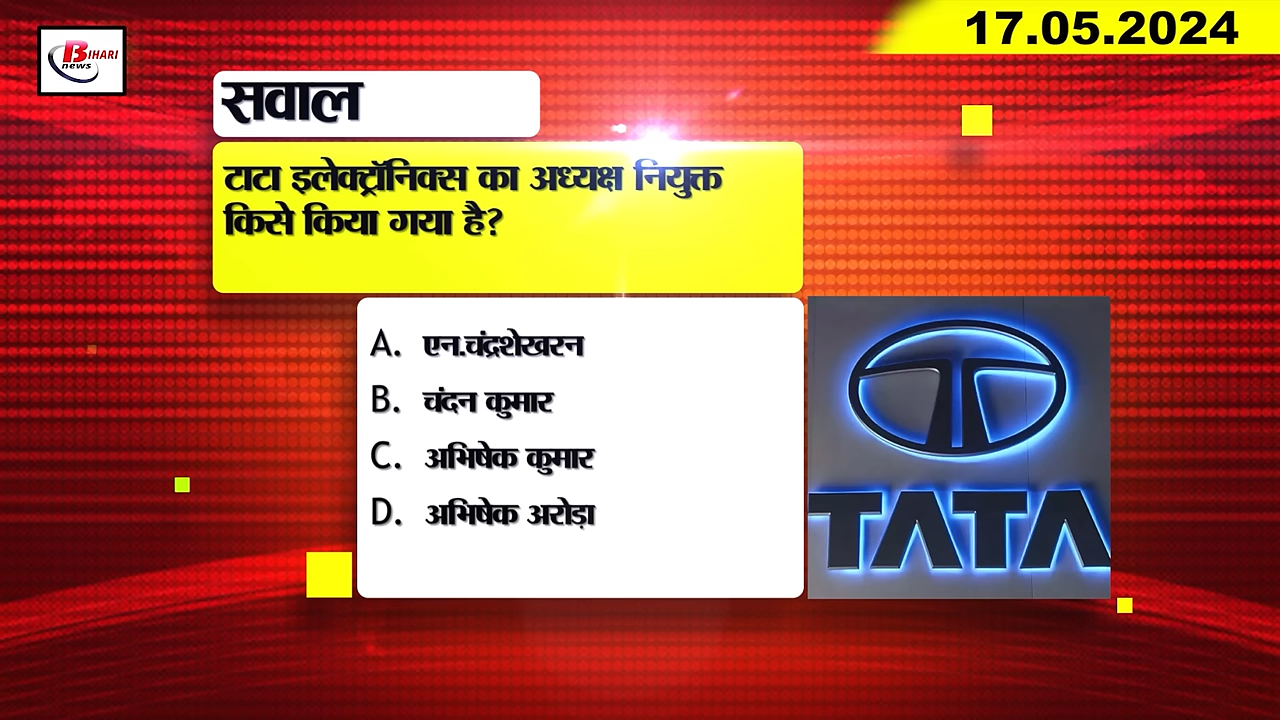 BIHARI
news
17.05.2024
सवाल
टाटा इलेक्ट्रॉनिक्स का अध्यक्ष नियुक्त
किसे किया गया है?
A. एन.चंद्रशेखरन
B. चंदन कुमार
C. अभिषेक कुमार
D. अभिषेक अरोड़ा
TATA